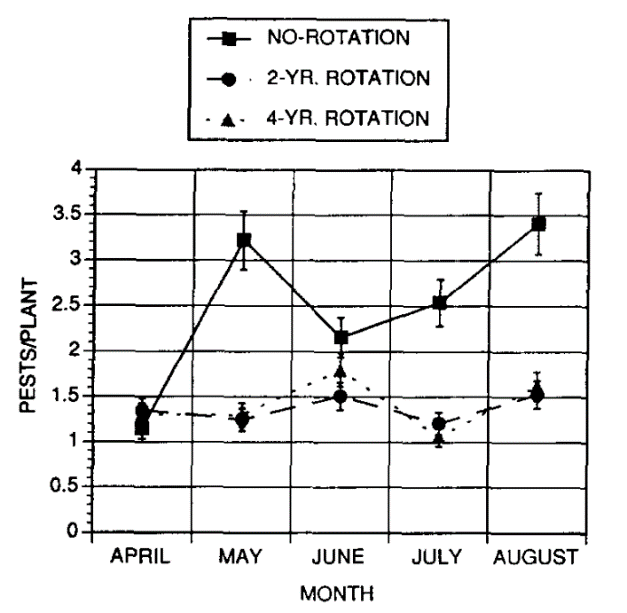 NO-ROTATION
2-YR. ROTATION
4-YR. ROTATION
4
3.5
3
2.5
2
1.5
1
0.5
0
PESTS/PLANT
APRIL MAY JUNE JULY AUGUST
MONTH